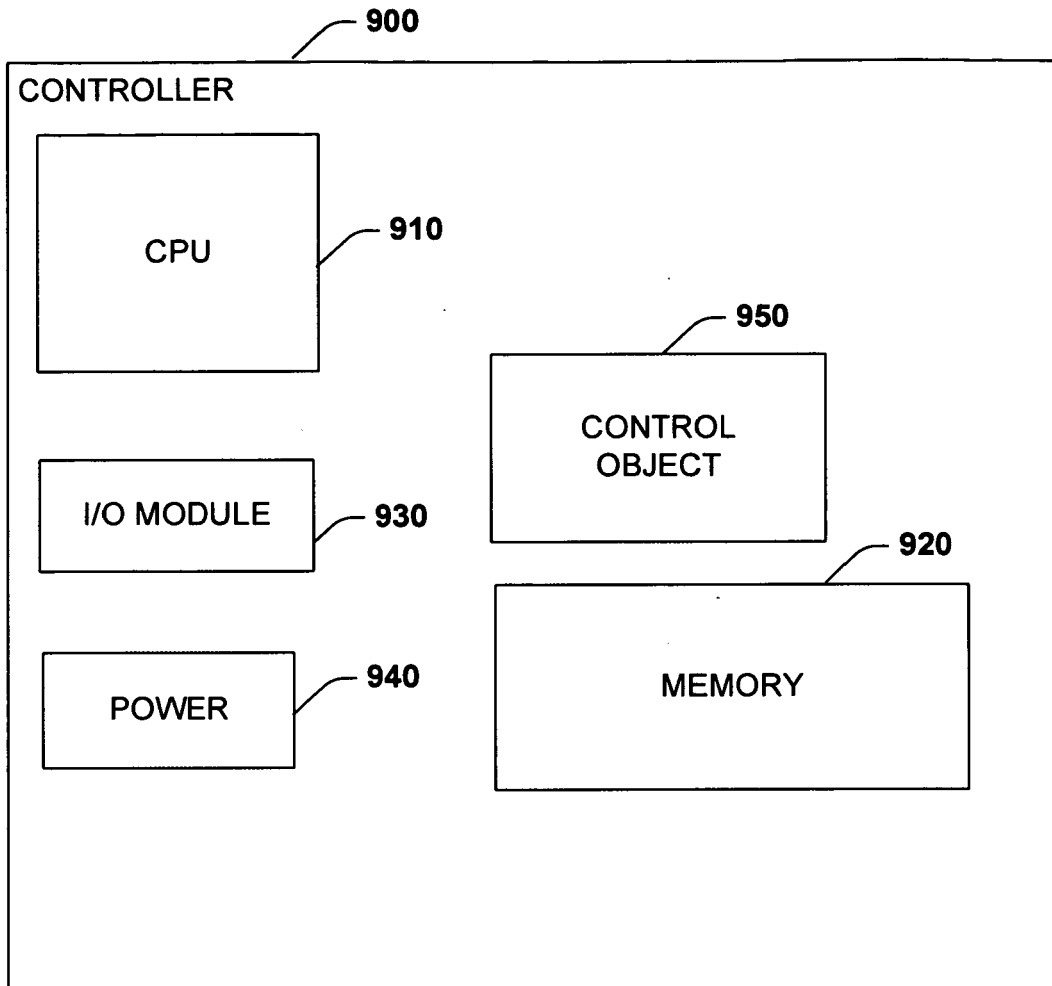 900
CONTROLLER
CPU
910
950
CONTROL
OBJECT
I/O MODULE
930
920
MEMORY
940
POWER